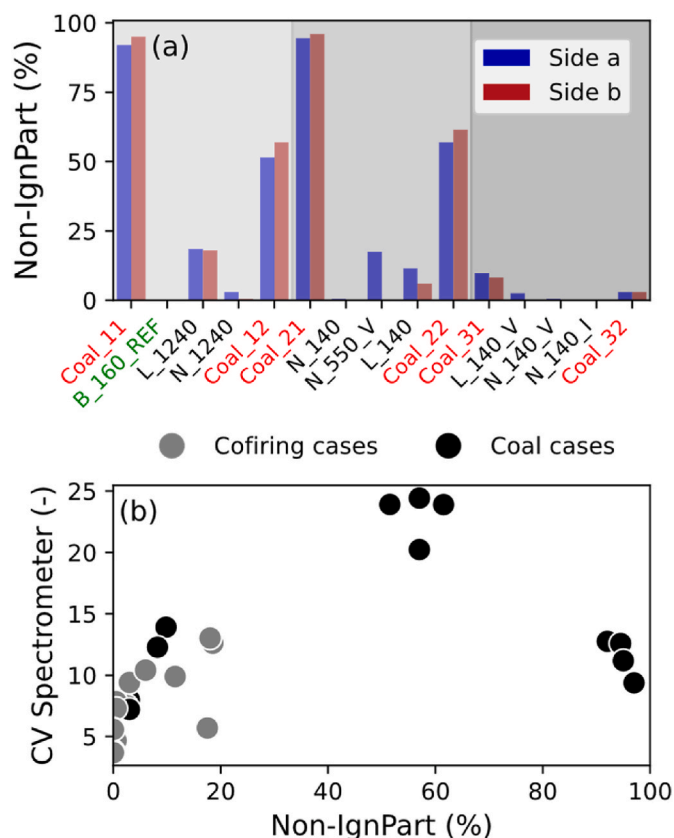 100
(a)
Side a
Side b
75
50
25
0
Non-IgnPart (%)
Coal_11
B_160_REF
L_1240
N_1240
Coal_12
Coal_21
N_140
N_550_V
L_140
Coal_22
Coal_31
L_140_V
N_140_V
N_140_I
Coal_32
Cofiring cases
Coal cases
25
(b)
20
15
10
5
CV Spectrometer (-)
0 20 40 60 80 100
Non-IgnPart (%)